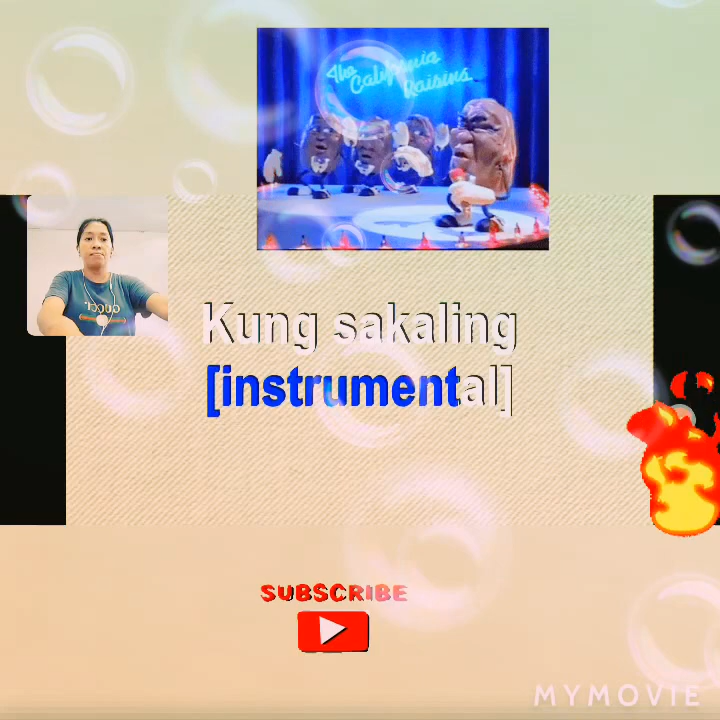 The California
Raisins
Kung sakaling
[instrumental]
SUBSCRIBE
MYMOVIE